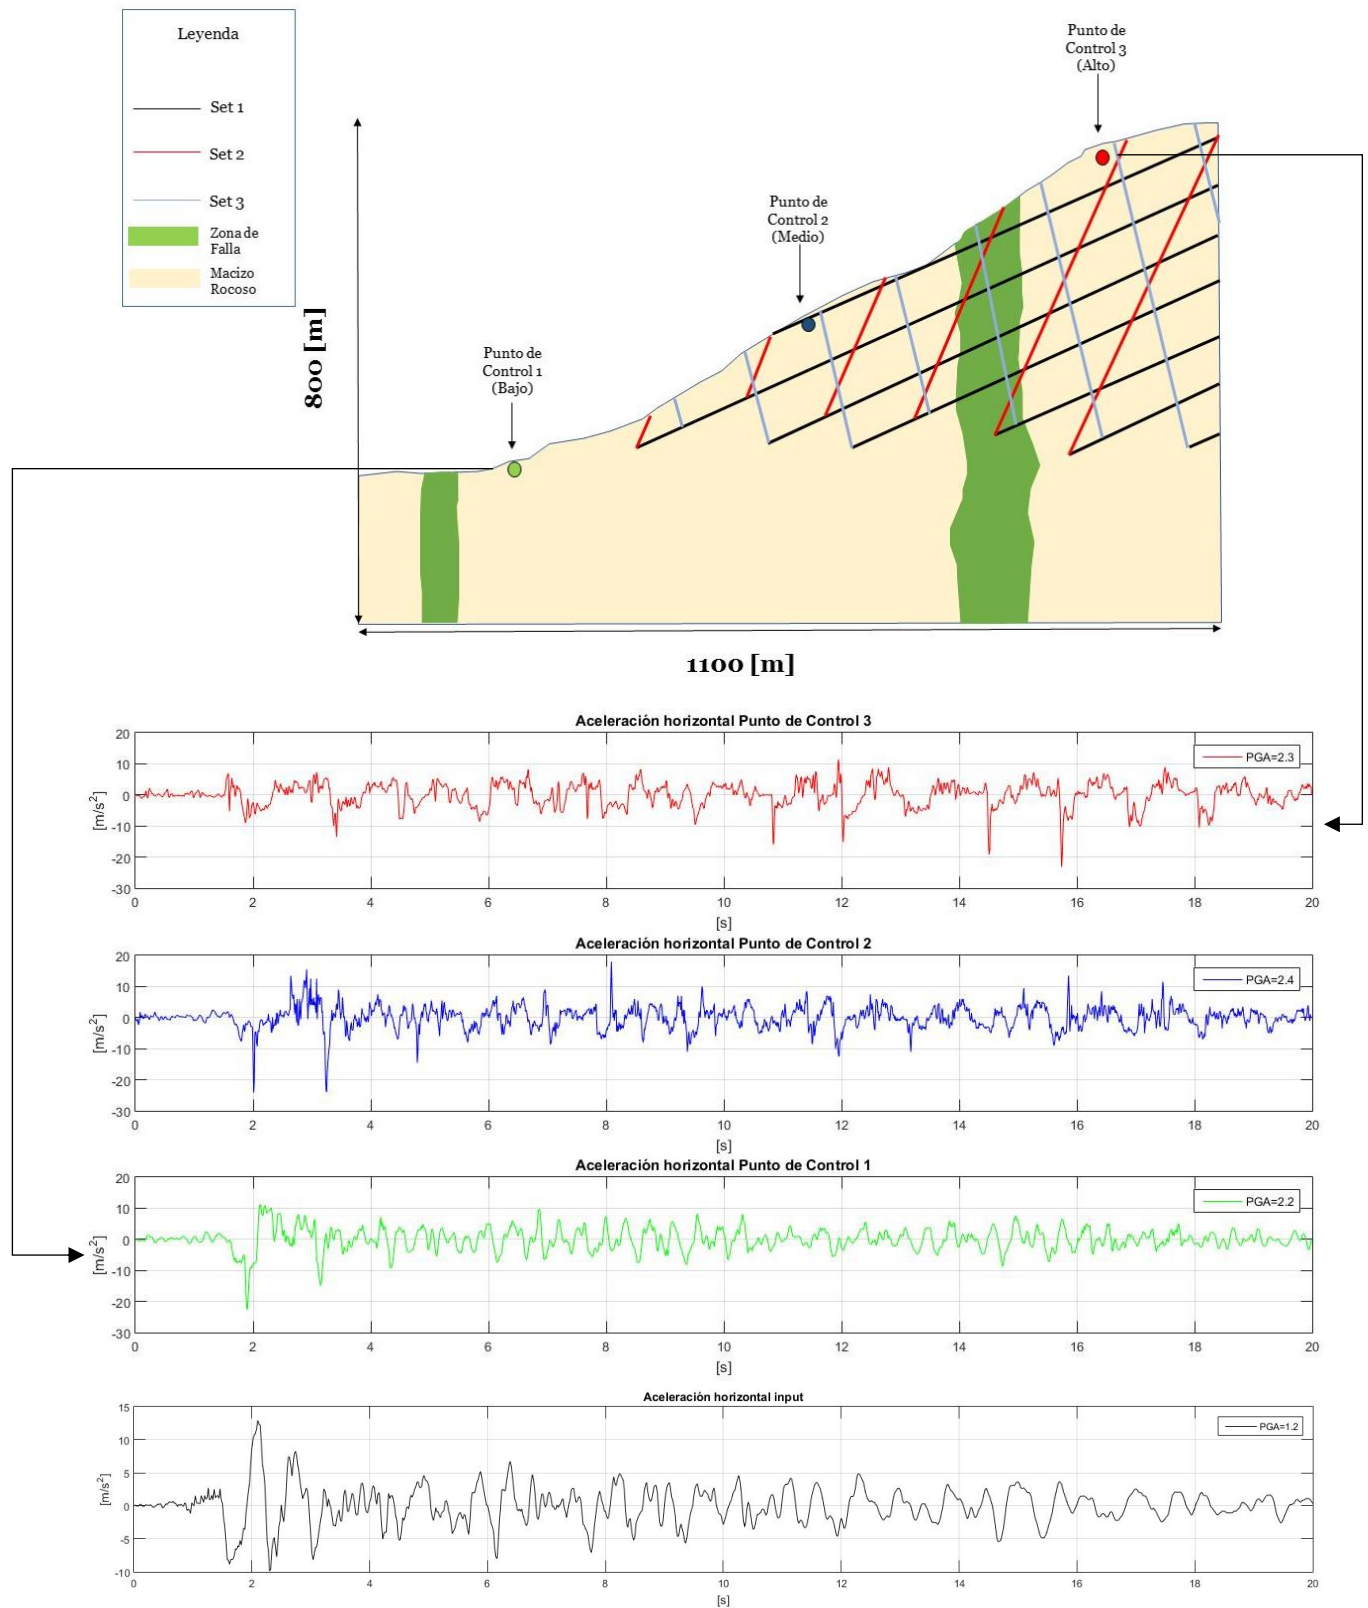 Leyenda
Set 1
Set 2
Set 3
Zona de
Falla
Macizo
Rocoso
Punto de
Control 3
(Alto)
Punto de
Control 2
(Medio)
Punto de
Control 1
(Bajo)
800 [m]
1100 [m]
Aceleración horizontal Punto de Control 3
PGA=2.3
[m/s²]
20
10
0
-10
-20
-30
0 2 4 6 8 10 12 14 16 18 20
[s]
Aceleración horizontal Punto de Control 2
PGA=2.4
[m/s²]
20
10
0
-10
-20
-30
0 2 4 6 8 10 12 14 16 18 20
[s]
Aceleración horizontal Punto de Control 1
PGA=2.2
[m/s²]
20
10
0
-10
-20
-30
0 2 4 6 8 10 12 14 16 18 20
[s]
Aceleración horizontal input
PGA=1.2
[m/s²]
15
10
5
0
-5
-10
0 2 4 6 8 10 12 14 16 18 20
[s]